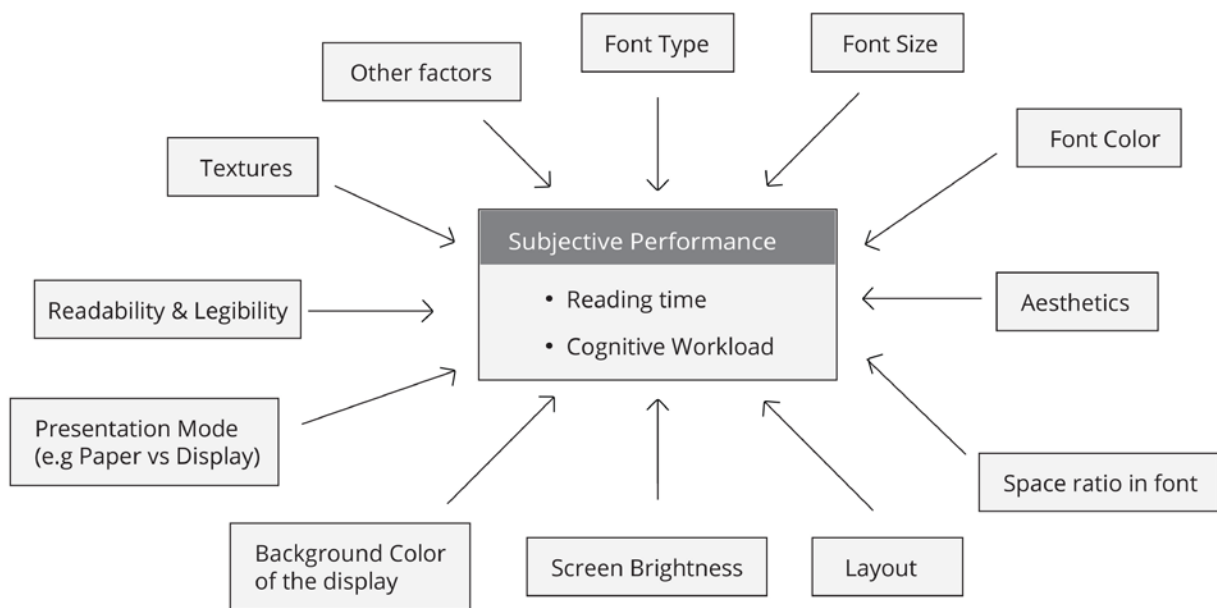 Font Type
Font Size
Other factors
Font Color
Textures
Subjective Performance
• Reading time
• Cognitive Workload
Readability & Legibility
Aesthetics
Presentation Mode
(e.g Paper vs Display)
Space ratio in font
Background Color
of the display
Screen Brightness
Layout